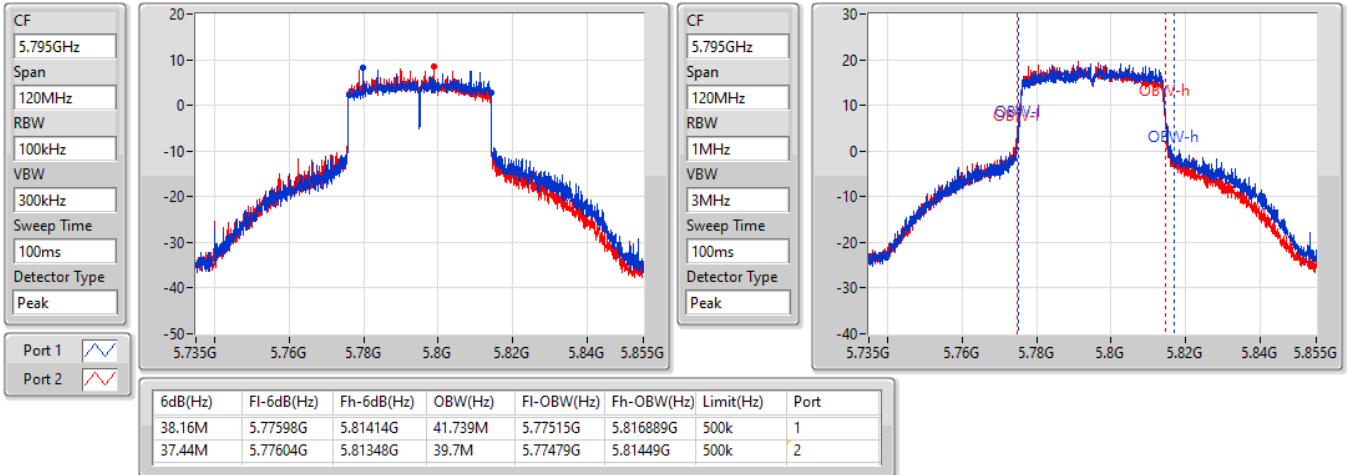 CF
5.795GHz
Span
120MHz
RBW
100kHz
VBW
300kHz
Sweep Time
100ms
Detector Type
Peak
Port 1
Port 2
20
10
0
-10
-20
-30
-40
-50
5.735G 5.76G 5.78G 5.8G 5.82G 5.84G 5.855G
CF
5.795GHz
Span
120MHz
RBW
1MHz
VBW
3MHz
Sweep Time
100ms
Detector Type
Peak
30
20
10
0
-10
-20
-30
-40
OBW-l
OBW-l
OBW-h
OBW-h
5.735G 5.76G 5.78G 5.8G 5.82G 5.84G 5.855G
6dB(Hz) Fl-6dB(Hz) Fh-6dB(Hz) OBW(Hz) Fl-OBW(Hz) Fh-OBW(Hz) Limit(Hz) Port
38.16M 5.77598G 5.81414G 41.739M 5.77515G 5.816889G 500k 1
37.44M 5.77604G 5.81348G 39.7M 5.77479G 5.81449G 500k 2